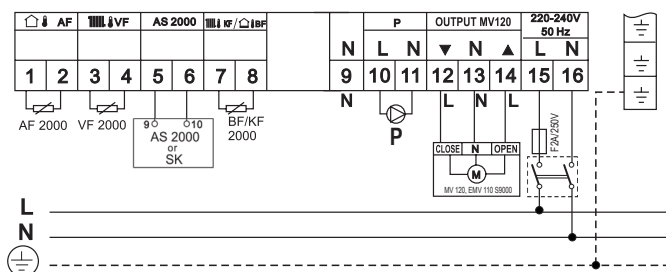 AF VF AS 2000 KF/ BF P OUTPUT MV120 220-240V
50 Hz
N L N ▼ N ▲ L N
1 2 3 4 5 6 7 8 9 10 11 12 13 14 15 16
N L N L
AF 2000 VF 2000 9 10 BF/KF
2000
AS 2000
or
SK
P
F2A/250V
CLOSE N OPEN
M
MV 120, EMV 110 S9000
L
N